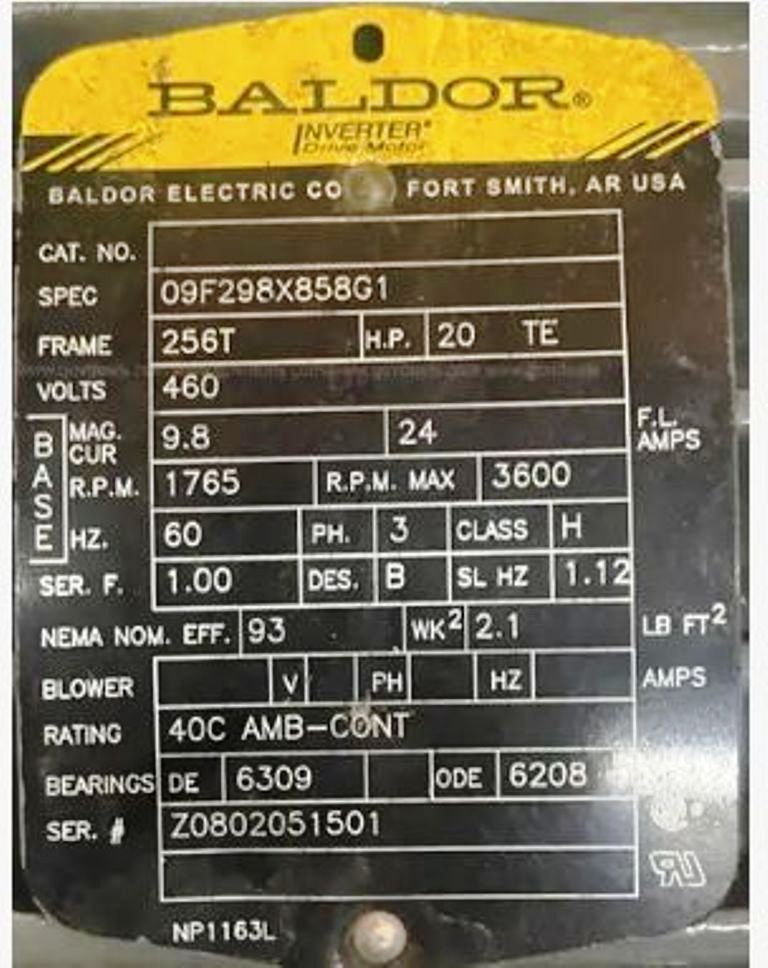 BALDOR®
INVERTER®
Drive Motor
BALDOR ELECTRIC CO FORT SMITH, AR USA
CAT. NO.
SPEC 09F298X858G1
FRAME 256T H.P. 20 TE
VOLTS 460
BASE MAG. CUR 9.8 24 F.L. AMPS
R.P.M. 1765 R.P.M. MAX 3600
HZ. 60 PH. 3 CLASS H
SER. F. 1.00 DES. B SL HZ 1.12
NEMA NOM. EFF. 93 WK² 2.1 LB FT²
BLOWER V PH HZ AMPS
RATING 40C AMB-CONT
BEARINGS DE 6309 ODE 6208
SER. # Z0802051501
NP1163L